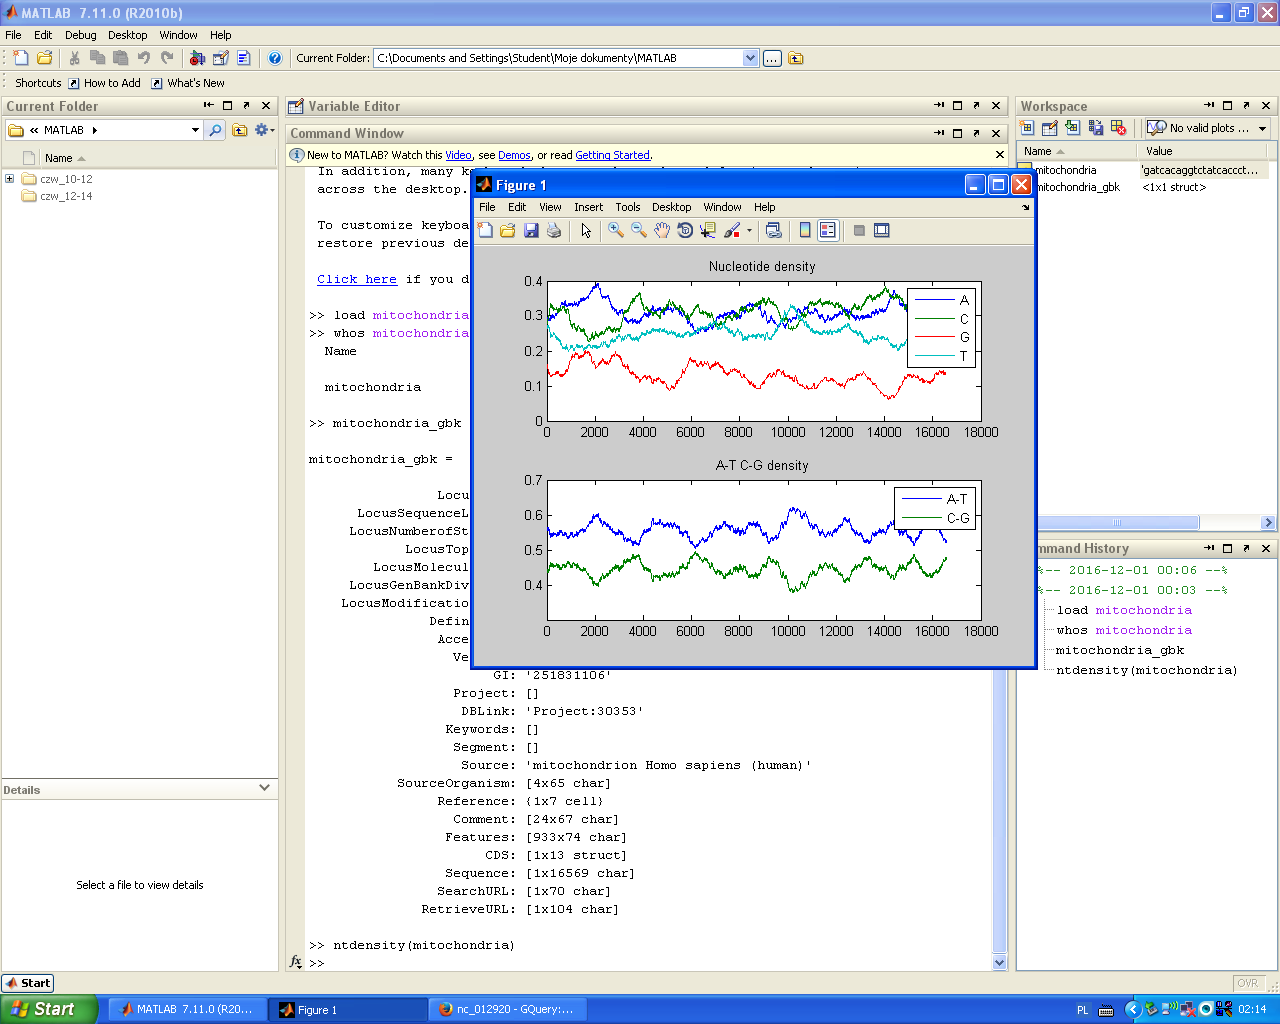 MATLAB 7.11.0 (R2010b)
File Edit Debug Desktop Window Help
Current Folder: C:\Documents and Settings\Student\Moje dokumenty\MATLAB
Shortcuts How to Add What's New
Current Folder
« MATLAB
Name
czw_10-12
czw_12-14
Details
Select a file to view details
Variable Editor
Command Window
New to MATLAB? Watch this Video, see Demos, or read Getting Started.
across the desktop.
To customize keyboa
restore previous de
Click here if you d
>> load mitochondria
>> whos mitochondria
Name
mitochondria
>> mitochondria_gbk
mitochondria_gbk =
Locu
LocusSequenceL
LocusNumberofSt
LocusTop
LocusMolecul
LocusGenBankDiv
LocusModificatio
Defin
Acce
Ve
GI: '251831106'
Project: []
DBLink: 'Project:30353'
Keywords: []
Segment: []
Source: 'mitochondrion Homo sapiens (human)'
SourceOrganism: [4x65 char]
Reference: {1x7 cell}
Comment: [24x67 char]
Features: [933x74 char]
CDS: [1x13 struct]
Sequence: [1x16569 char]
SearchURL: [1x70 char]
RetrieveURL: [1x104 char]
>> ntdensity(mitochondria)
fx >>
Figure 1
File Edit View Insert Tools Desktop Window Help
Nucleotide density
0.4
0.3
0.2
0.1
0
0 2000 4000 6000 8000 10000 12000 14000 16000 18000
A
C
G
T
A-T C-G density
0.7
0.6
0.5
0.4
0 2000 4000 6000 8000 10000 12000 14000 16000 18000
A-T
C-G
Workspace
No valid plots ...
Name Value
mitochondria 'gatcacaggtctatcaccct...
mitochondria_gbk <1x1 struct>
mmand History
%-- 2016-12-01 00:06 --%
%-- 2016-12-01 00:03 --%
load mitochondria
whos mitochondria
mitochondria_gbk
ntdensity(mitochondria)
Start
OVR
Start MATLAB 7.11.0 (R20... Figure 1 nc_012920 - GQuery:... PL 02:14